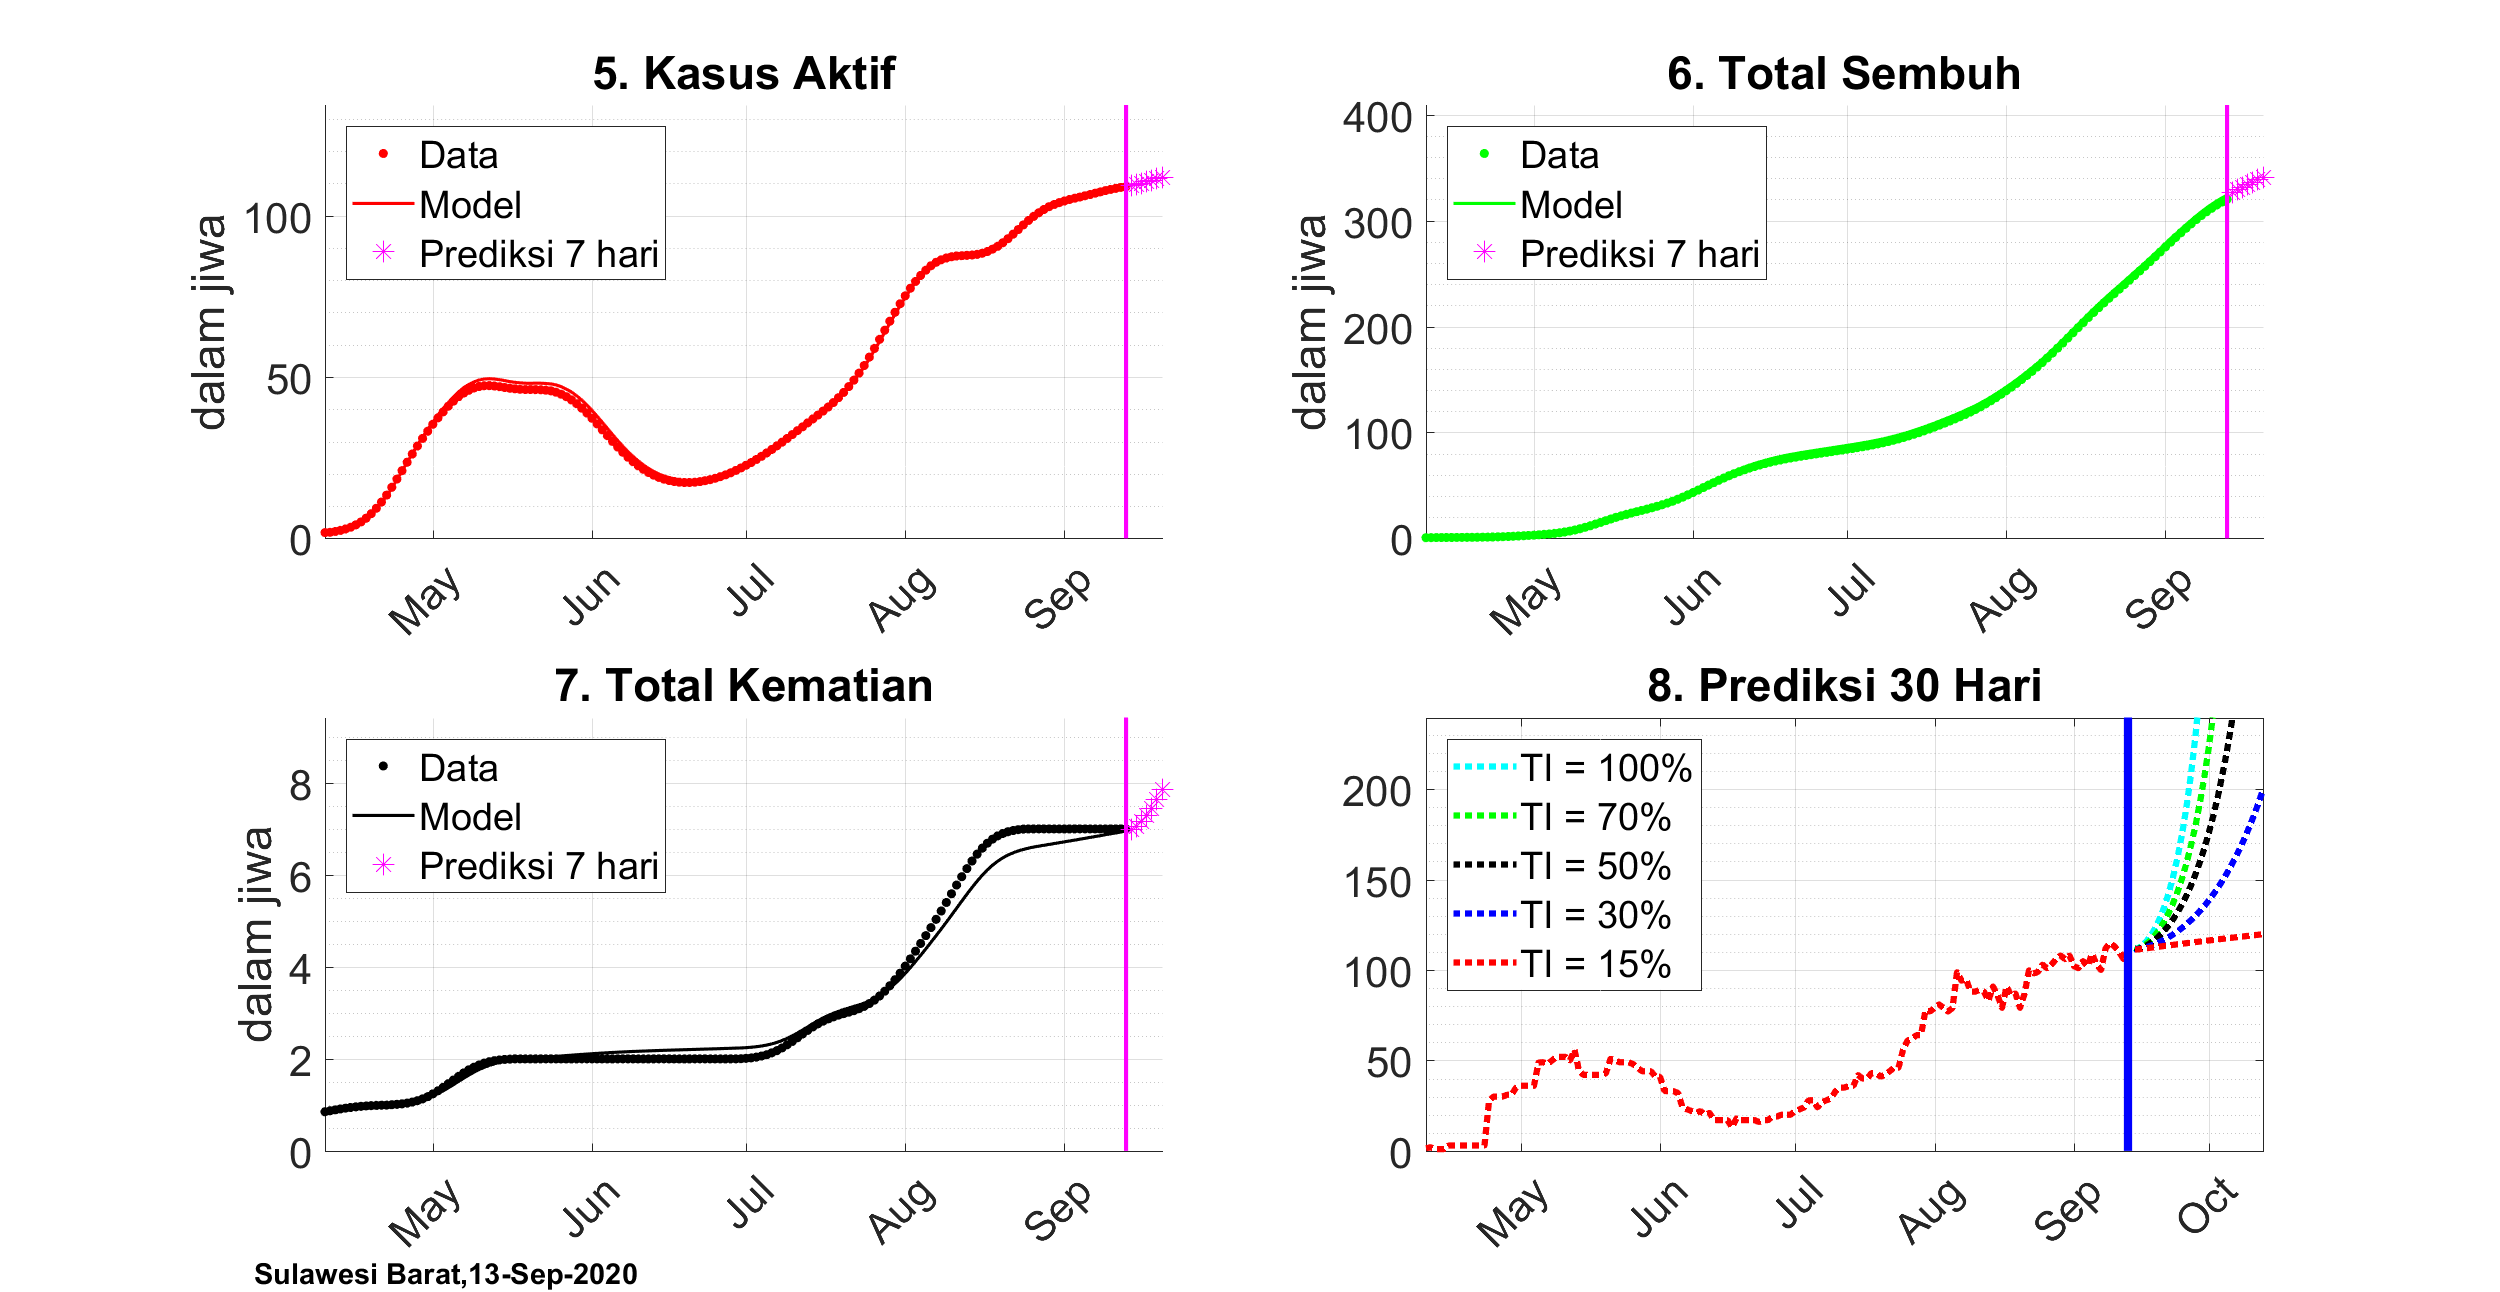 5. Kasus Aktif
dalam jiwa
100
50
0
Data
Model
Prediksi 7 hari
May
Jun
Jul
Aug
Sep
6. Total Sembuh
dalam jiwa
400
300
200
100
0
Data
Model
Prediksi 7 hari
May
Jun
Jul
Aug
Sep
7. Total Kematian
dalam jiwa
8
6
4
2
0
Data
Model
Prediksi 7 hari
May
Jun
Jul
Aug
Sep
8. Prediksi 30 Hari
200
150
100
50
0
TI = 100%
TI = 70%
TI = 50%
TI = 30%
TI = 15%
May
Jun
Jul
Aug
Sep
Oct
Sulawesi Barat,13-Sep-2020